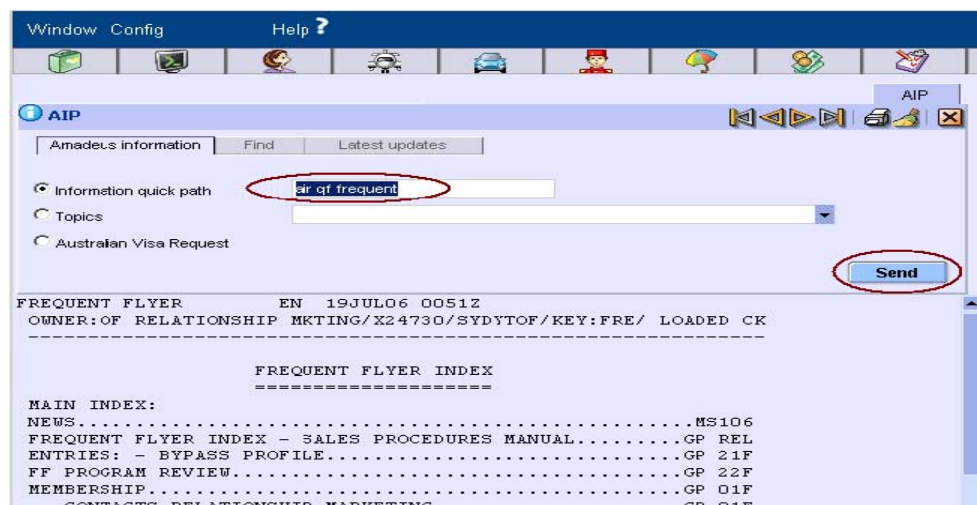 Window Config Help ?
AIP
AIP
Amadeus information Find Latest updates
Information quick path air qf frequent
Topics
Australian Visa Request
Send
FREQUENT FLYER EN 19JUL06 0051Z
OWNER:QF RELATIONSHIP MKTING/X24730/SYDYTQF/KEY:FRE/ LOADED CK
----------------------------------------------------------------
FREQUENT FLYER INDEX
====================
MAIN INDEX:
NEWS.....................................................MS106
FREQUENT FLYER INDEX - SALES PROCEDURES MANUAL.........GP REL
ENTRIES: - BYPASS PROFILE...............................GP 21F
FF PROGRAM REVIEW.......................................GP 22F
MEMBERSHIP..............................................GP 01F
CONTACTS RELATIONSHIP MARKETING